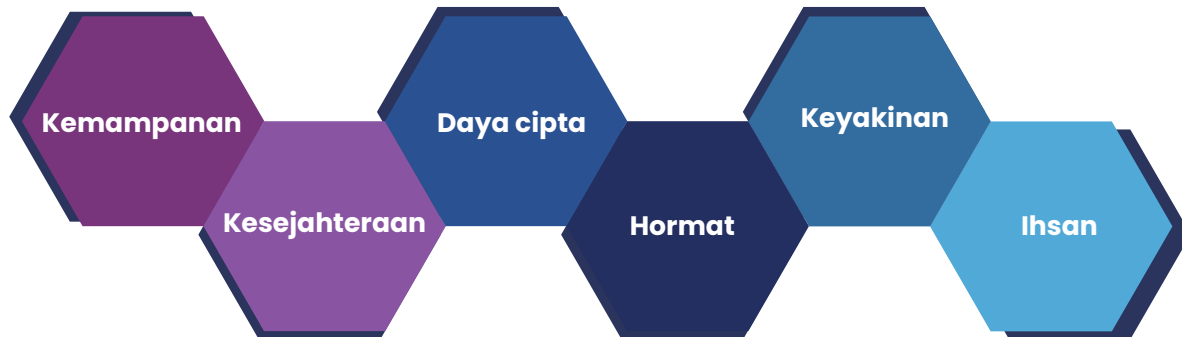 Kemampanan
Kesejahteraan
Daya cipta
Hormat
Keyakinan
Ihsan